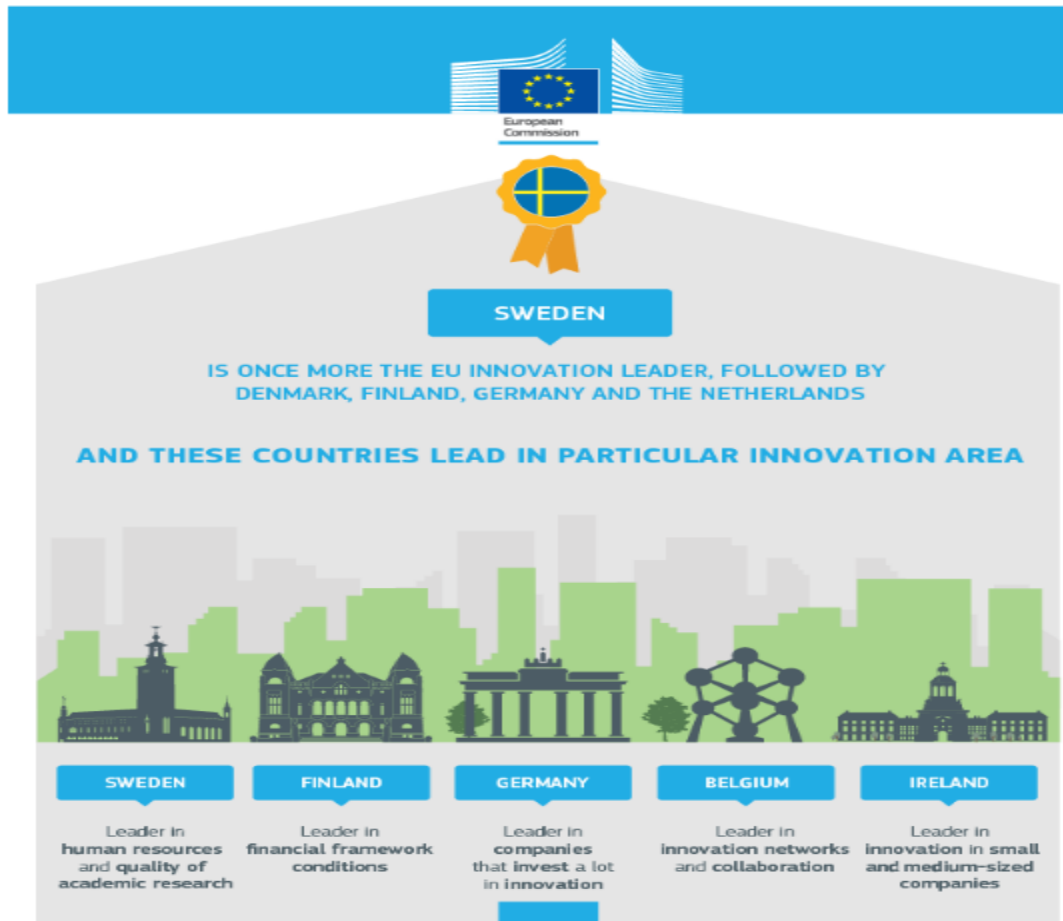 European
Commission
SWEDEN
IS ONCE MORE THE EU INNOVATION LEADER, FOLLOWED BY
DENMARK, FINLAND, GERMANY AND THE NETHERLANDS
AND THESE COUNTRIES LEAD IN PARTICULAR INNOVATION AREA
SWEDEN
Leader in
human resources
and quality of
academic research
FINLAND
Leader in
financial framework
conditions
GERMANY
Leader in
companies
that invest a lot
in innovation
BELGIUM
Leader in
innovation networks
and collaboration
IRELAND
Leader in
innovation in small
and medium-sized
companies